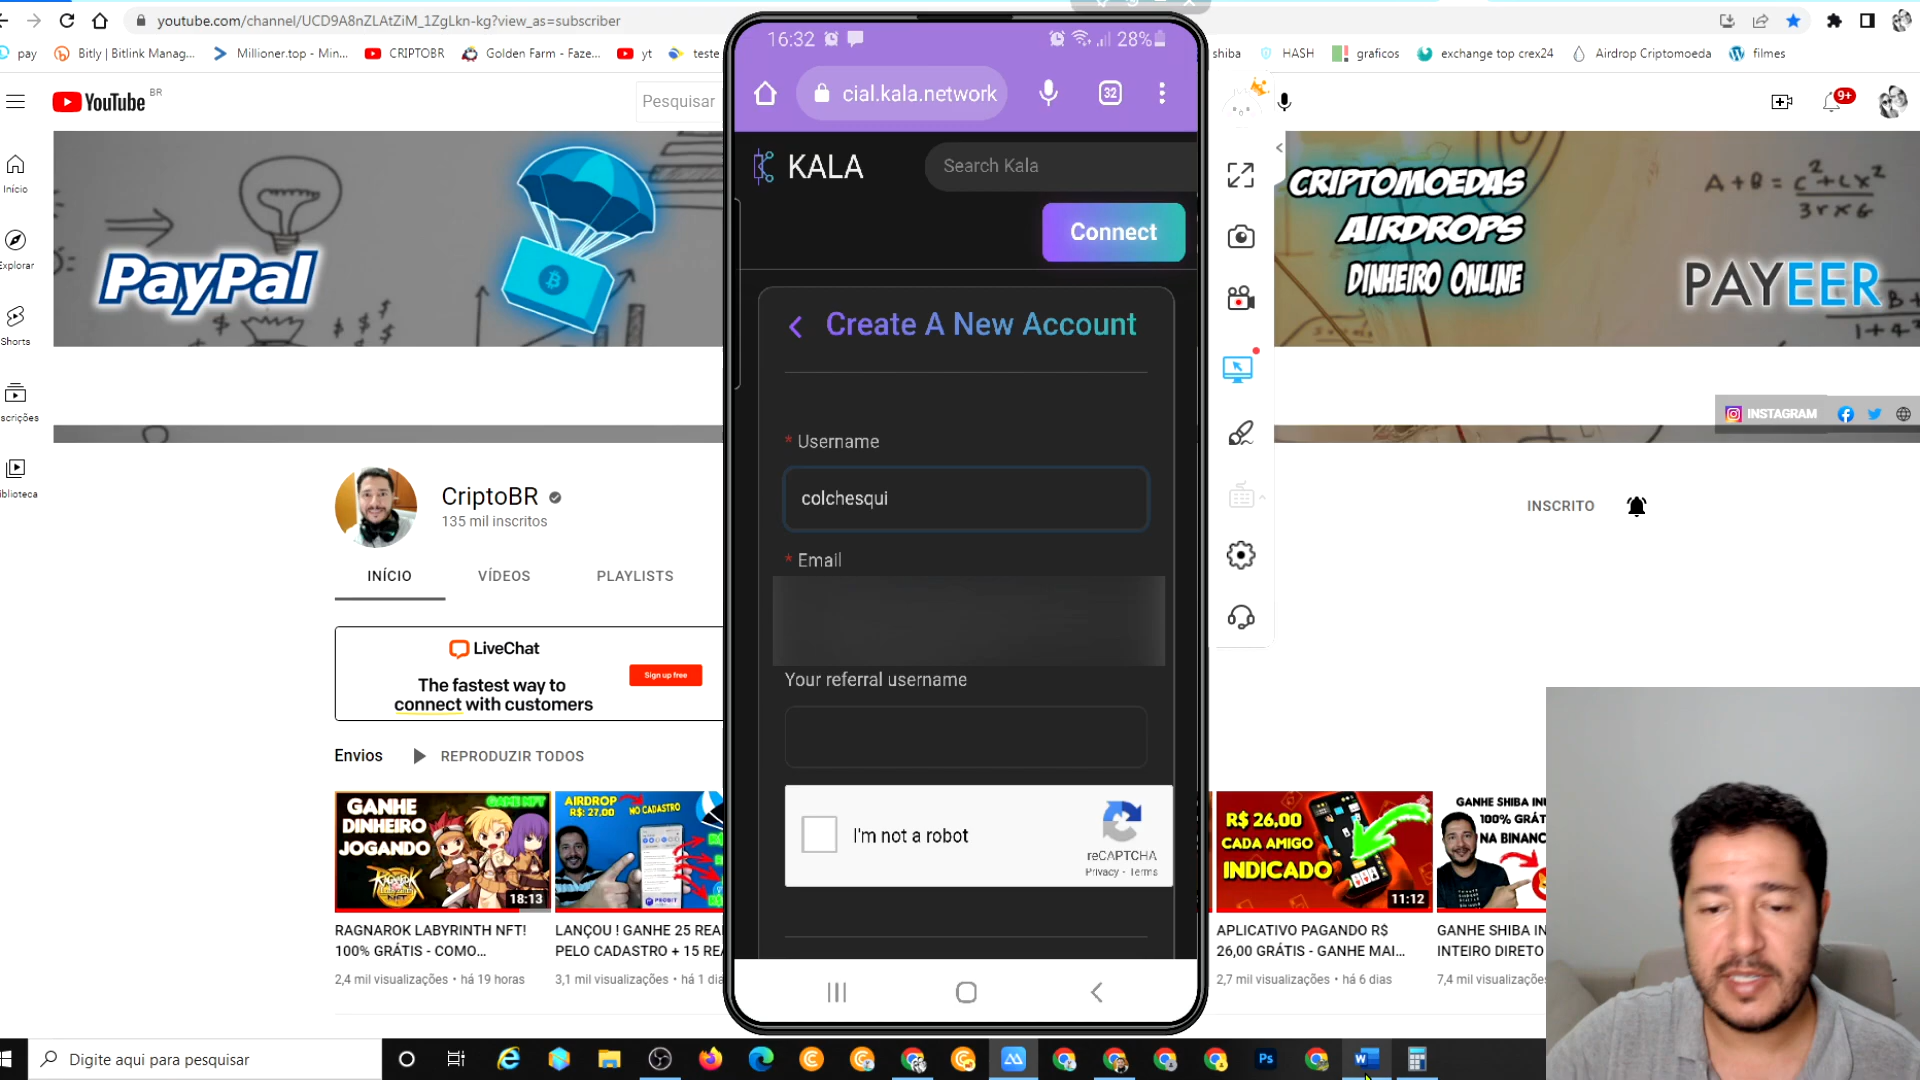 youtube.com/channel/UCD9A8nZLAtZiM_1ZgLkn-kg?view_as=subscriber
pay
Bitly | Bitlink Manag...
Millioner.top - Min...
CRIPTOBR
Golden Farm - Faze...
yt
teste
shiba
HASH
graficos
exchange top crex24
Airdrop Criptomoeda
filmes
YouTube BR
Pesquisar
9+
Início
Explorar
Shorts
PayPal
CRIPTOMOEDAS
AIRDROPS
DINHEIRO ONLINE
PAYEER
INSTAGRAM
CriptoBR
135 mil inscritos
INSCRITO
INÍCIO
VÍDEOS
PLAYLISTS
LiveChat
The fastest way to
connect with customers
Sign up free
Envios
REPRODUZIR TODOS
GANHE
DINHEIRO
JOGANDO
GAME NFT
RAGNAROK
18:13
RAGNAROK LABYRINTH NFT!
100% GRÁTIS - COMO...
2,4 mil visualizações • há 19 horas
AIRDROP
R$: 27,00
NO CADASTRO
PROBIT
LANÇOU ! GANHE 25 REA
PELO CADASTRO + 15 RE
3,1 mil visualizações • há 1 di
16:32
28%
cial.kala.network
32
KALA
Search Kala
Connect
Create A New Account
* Username
colchesqui
* Email
Your referral username
I'm not a robot
reCAPTCHA
Privacy - Terms
R$ 26,00
CADA AMIGO
INDICADO
11:12
APLICATIVO PAGANDO R$
26,00 GRÁTIS - GANHE MAI...
2,7 mil visualizações • há 6 dias
GANHE SHIBA INU
100% GRÁT
NA BINANC
GANHE SHIBA IN
INTEIRO DIRETO
7,4 mil visualizações
Digite aqui para pesquisar
Ps